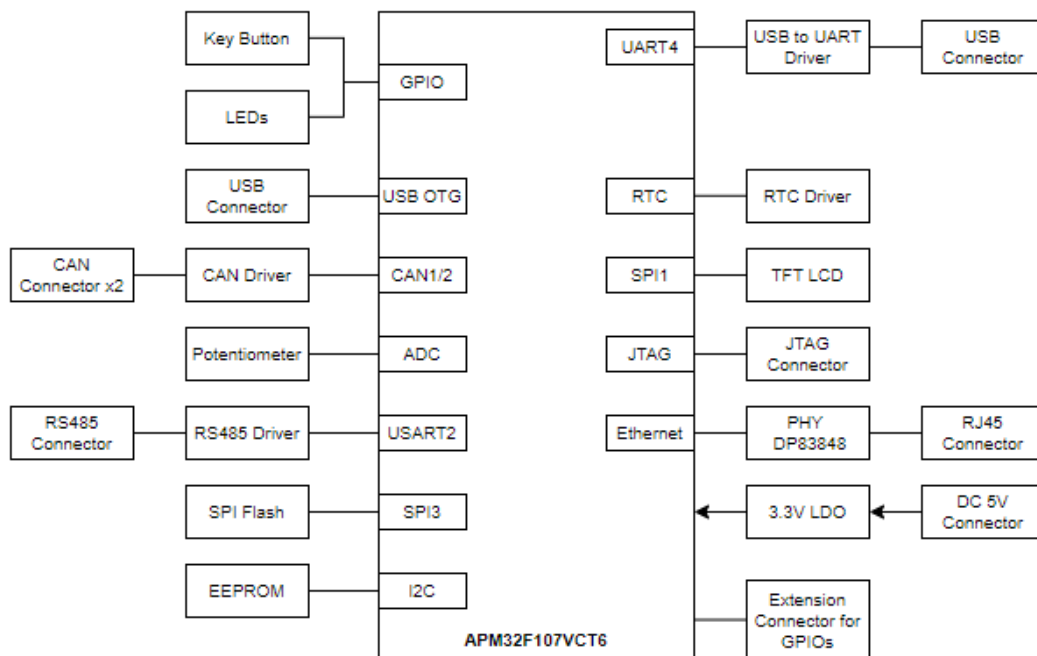 Key Button
GPIO
LEDs
USB
Connector
USB OTG
CAN
Connector x2
CAN Driver
CAN1/2
Potentiometer
ADC
RS485
Connector
RS485 Driver
USART2
SPI Flash
SPI3
EEPROM
I2C
UART4
USB to UART
Driver
USB
Connector
RTC
RTC Driver
SPI1
TFT LCD
JTAG
JTAG
Connector
Ethernet
PHY
DP83848
RJ45
Connector
3.3V LDO
DC 5V
Connector
Extension
Connector for
GPIOs
APM32F107VCT6